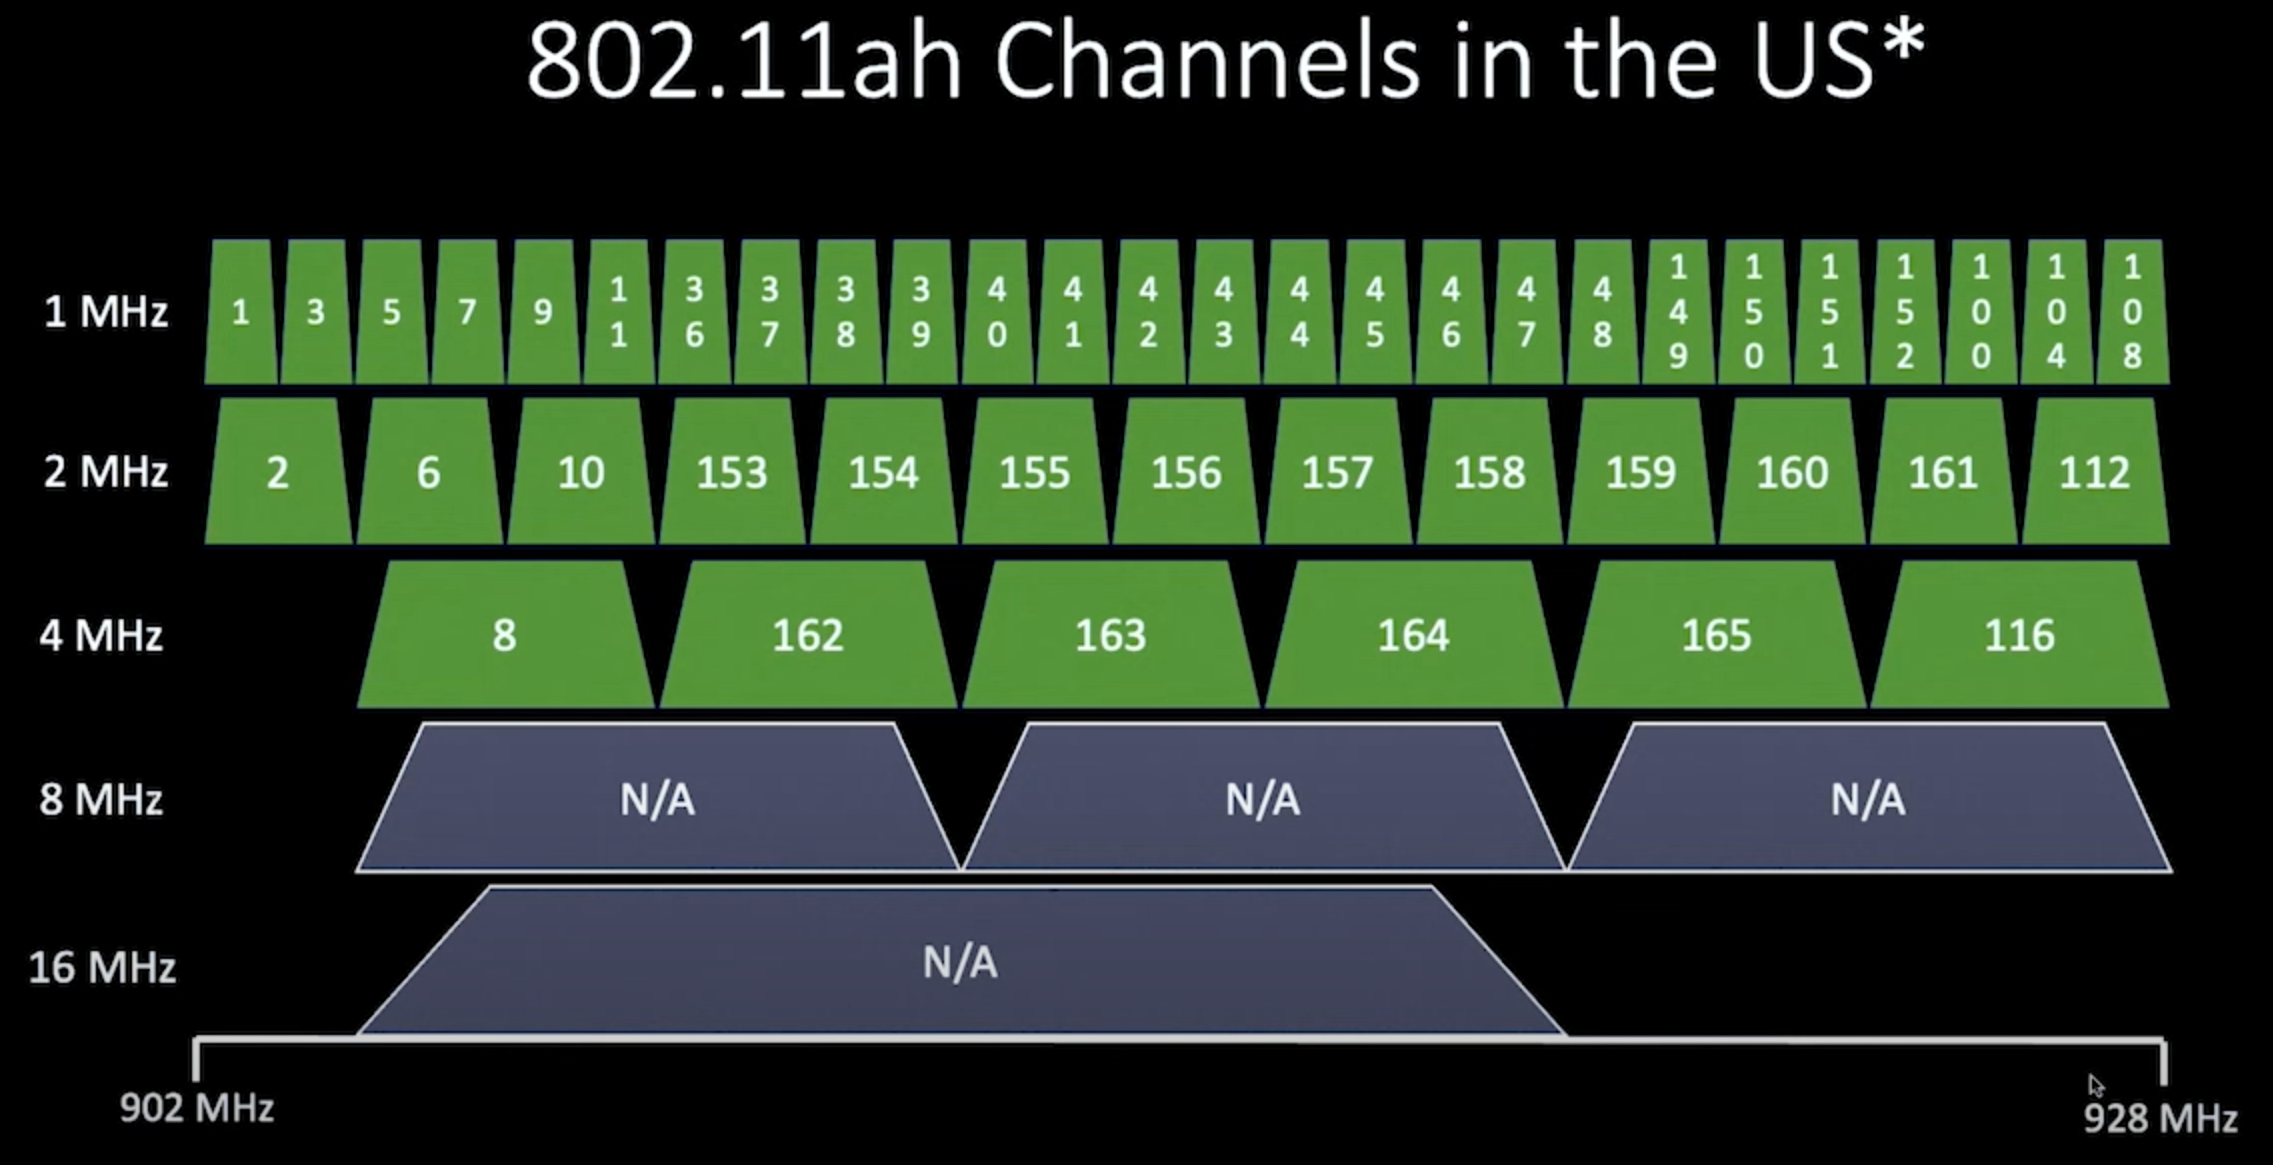 802.11ah Channels in the US*
1 MHz 1 3 5 7 9 11 36 37 38 39 40 41 42 43 44 45 46 47 48 149 150 151 152 100 104 108
2 MHz 2 6 10 153 154 155 156 157 158 159 160 161 112
4 MHz 8 162 163 164 165 116
8 MHz N/A N/A N/A
16 MHz N/A
902 MHz 928 MHz